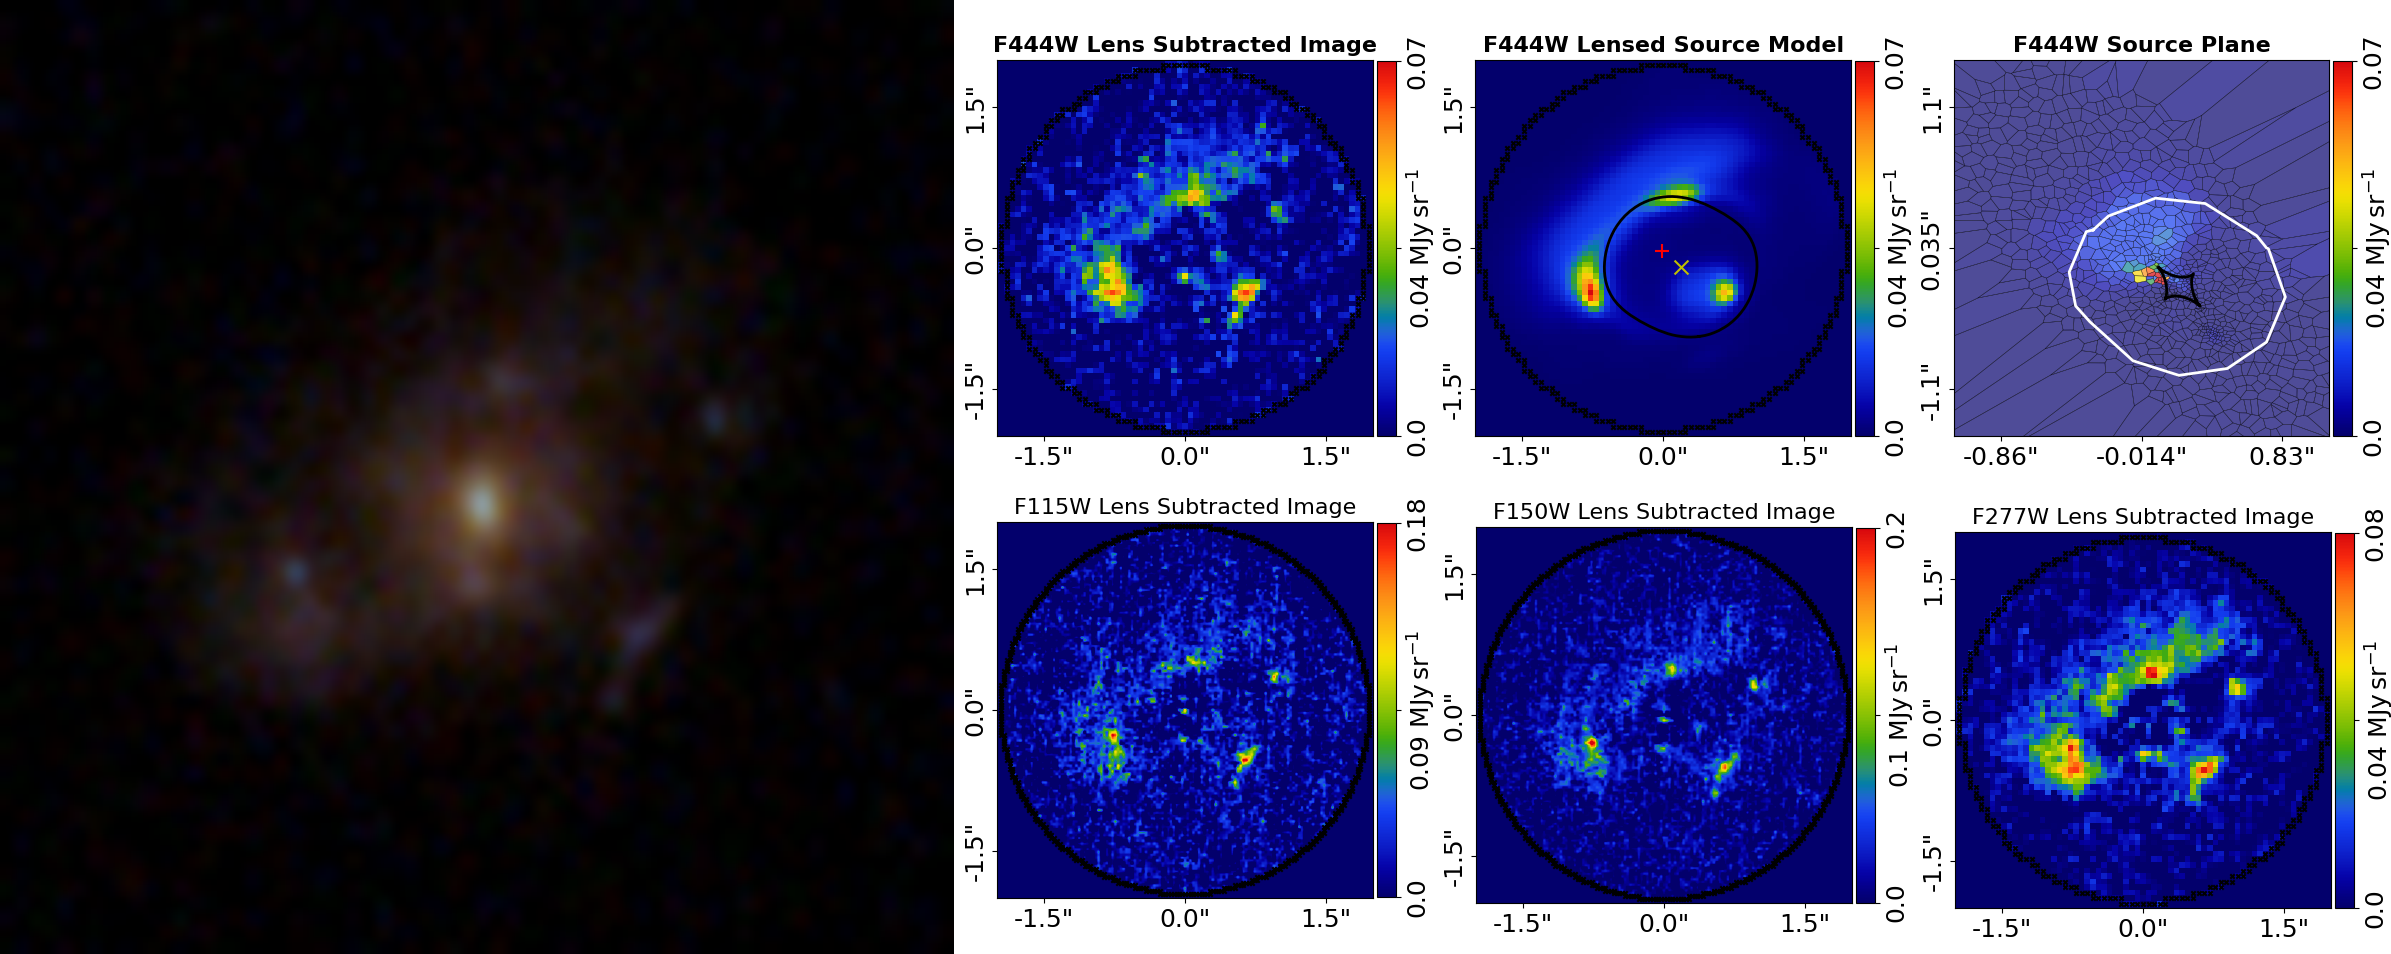 F444W Lens Subtracted Image
1.5"
0.0"
-1.5"
-1.5" 0.0" 1.5"
0.0 0.04 MJy sr−1 0.07
F444W Lensed Source Model
1.5"
0.0"
-1.5"
-1.5" 0.0" 1.5"
0.0 0.04 MJy sr−1 0.07
F444W Source Plane
1.1"
0.035"
-1.1"
-0.86" -0.014" 0.83"
0.0 0.04 MJy sr−1 0.07
F115W Lens Subtracted Image
1.5"
0.0"
-1.5"
-1.5" 0.0" 1.5"
0.0 0.09 MJy sr−1 0.18
F150W Lens Subtracted Image
1.5"
0.0"
-1.5"
-1.5" 0.0" 1.5"
0.0 0.1 MJy sr−1 0.2
F277W Lens Subtracted Image
1.5"
0.0"
-1.5"
-1.5" 0.0" 1.5"
0.0 0.04 MJy sr−1 0.08